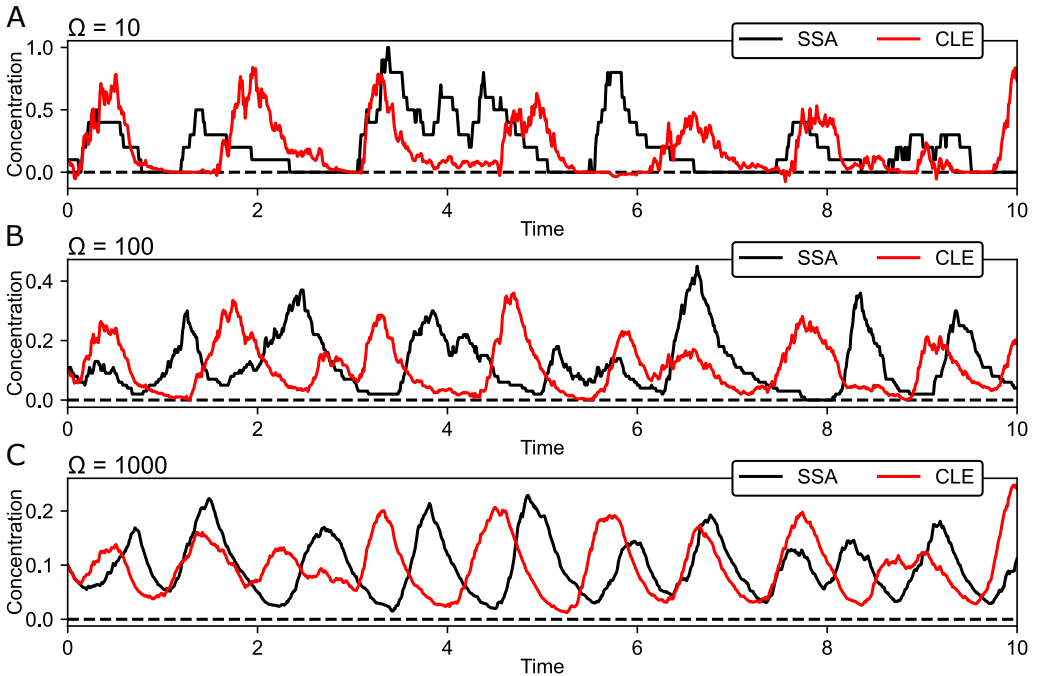 A
Ω = 10
SSA CLE
Concentration
1.0
0.5
0.0
0 2 4 6 8 10
Time
B
Ω = 100
SSA CLE
Concentration
0.4
0.2
0.0
0 2 4 6 8 10
Time
C
Ω = 1000
SSA CLE
Concentration
0.2
0.1
0.0
0 2 4 6 8 10
Time